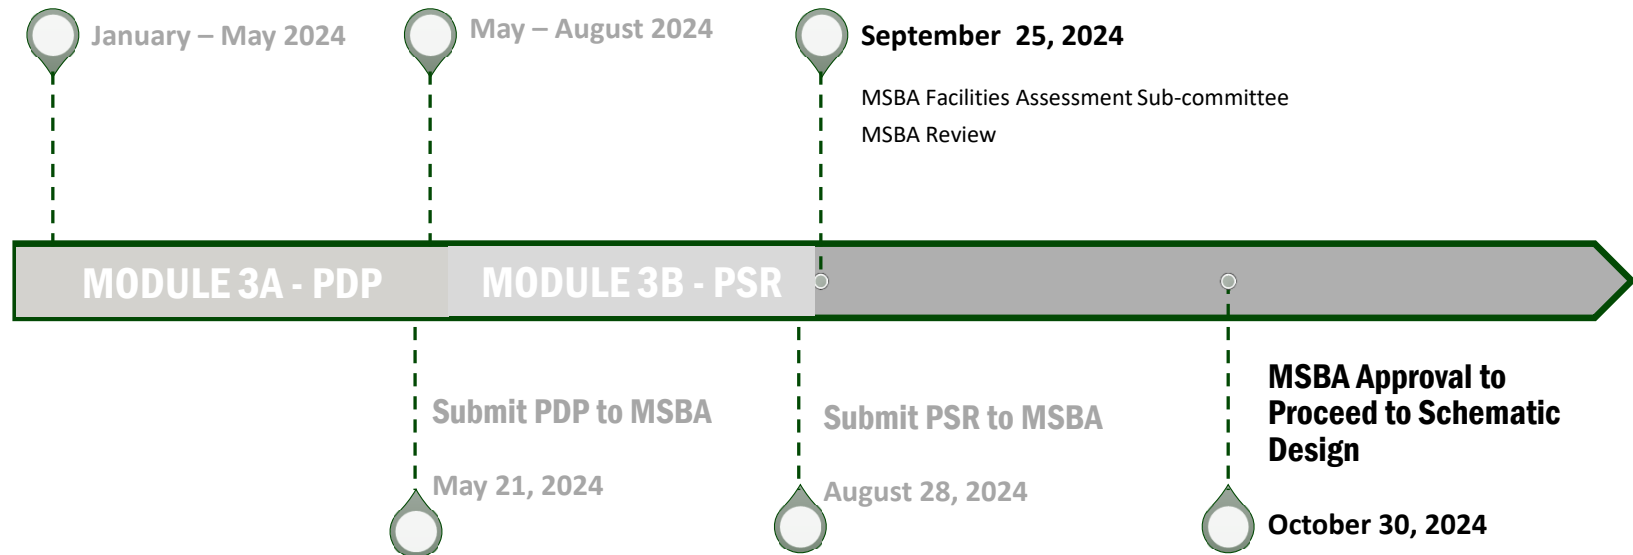 January – May 2024
May – August 2024
September 25, 2024
MSBA Facilities Assessment Sub-committee
MSBA Review
MODULE 3A - PDP
MODULE 3B - PSR
Submit PDP to MSBA
May 21, 2024
Submit PSR to MSBA
August 28, 2024
MSBA Approval to
Proceed to Schematic
Design
October 30, 2024